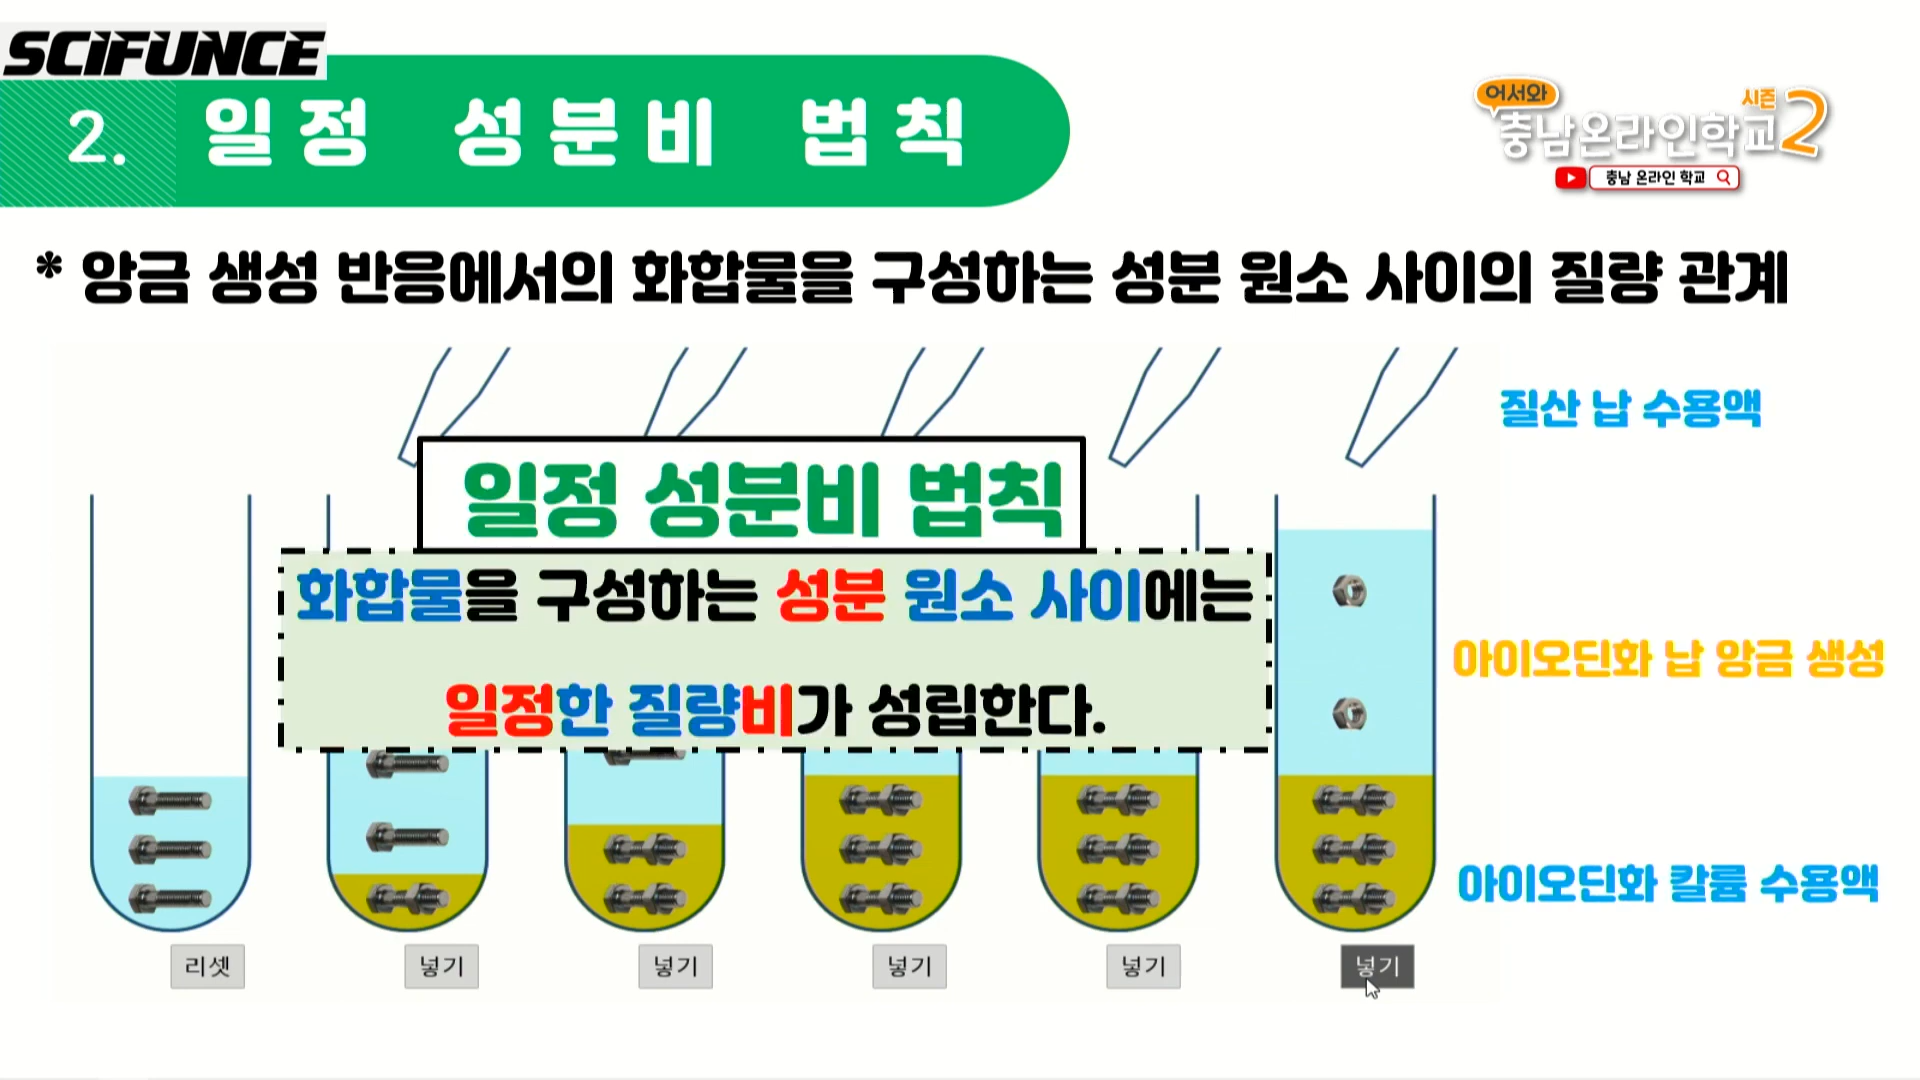 SCIFUNCE
2. 일정 성분비 법칙
어서와
충남온라인학교 시즌2
충남 온라인 학교
* 앙금 생성 반응에서의 화합물을 구성하는 성분 원소 사이의 질량 관계
질산 납 수용액
일정 성분비 법칙
화합물을 구성하는 성분 원소 사이에는
일정한 질량비가 성립한다.
아이오딘화 납 앙금 생성
아이오딘화 칼륨 수용액
리셋 넣기 넣기 넣기 넣기 넣기